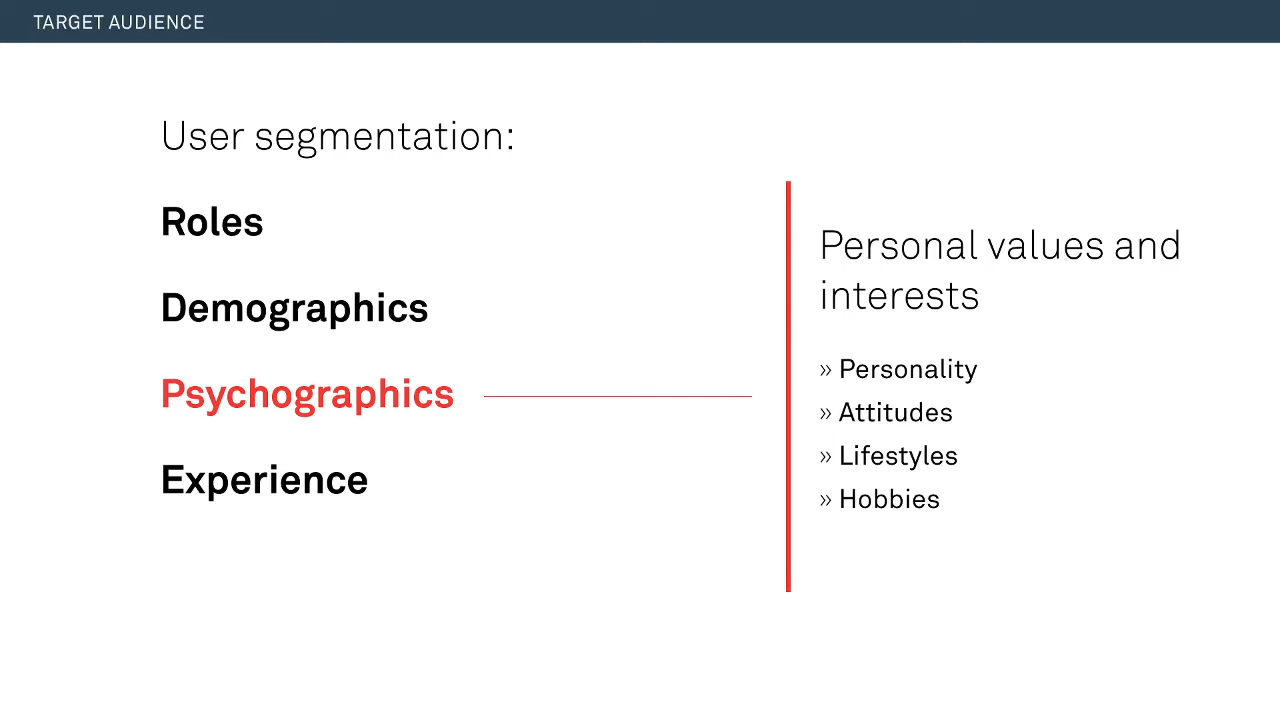 TARGET AUDIENCE
User segmentation:
Roles
Demographics
Psychographics
Experience
Personal values and
interests
» Personality
» Attitudes
» Lifestyles
» Hobbies